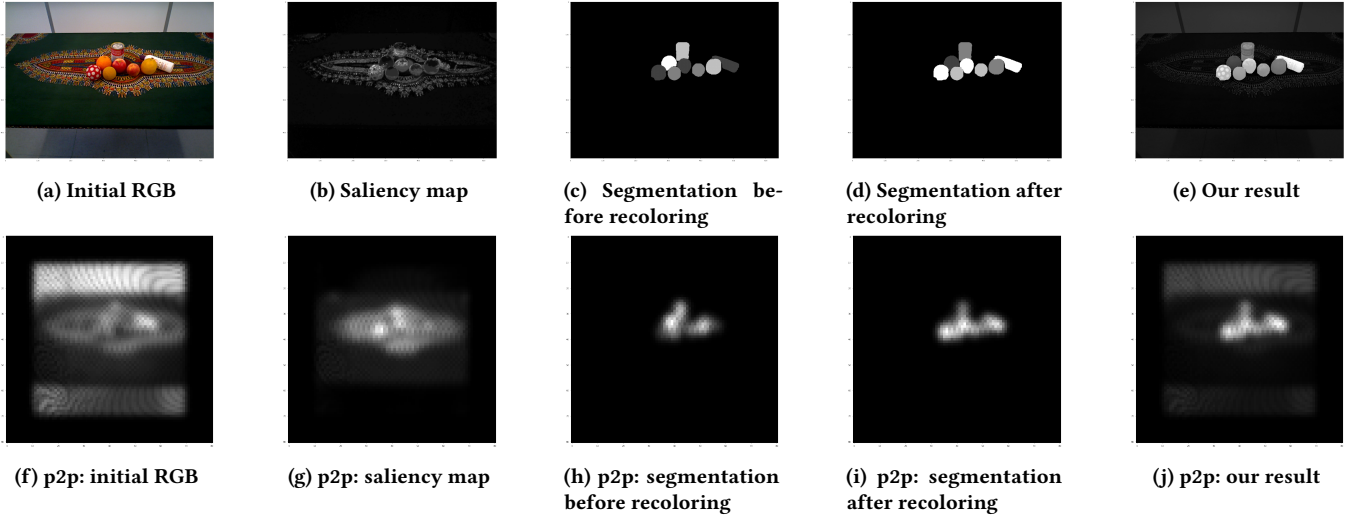 (a) Initial RGB
(b) Saliency map
(c) Segmentation be-
fore recoloring
(d) Segmentation after
recoloring
(e) Our result
(f) p2p: initial RGB
(g) p2p: saliency map
(h) p2p: segmentation
before recoloring
(i) p2p: segmentation
after recoloring
(j) p2p: our result